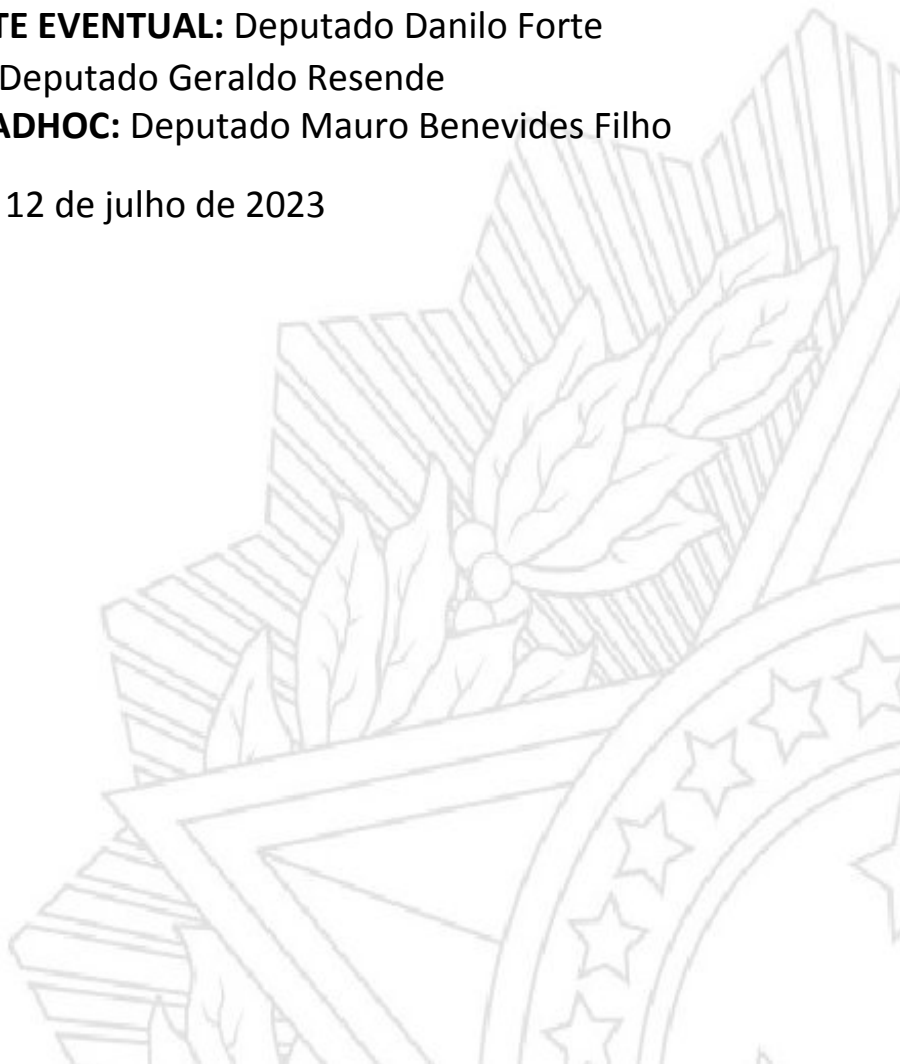 TE EVENTUAL: Deputado Danilo Forte
Deputado Geraldo Resende
ADHOC: Deputado Mauro Benevides Filho
12 de julho de 2023